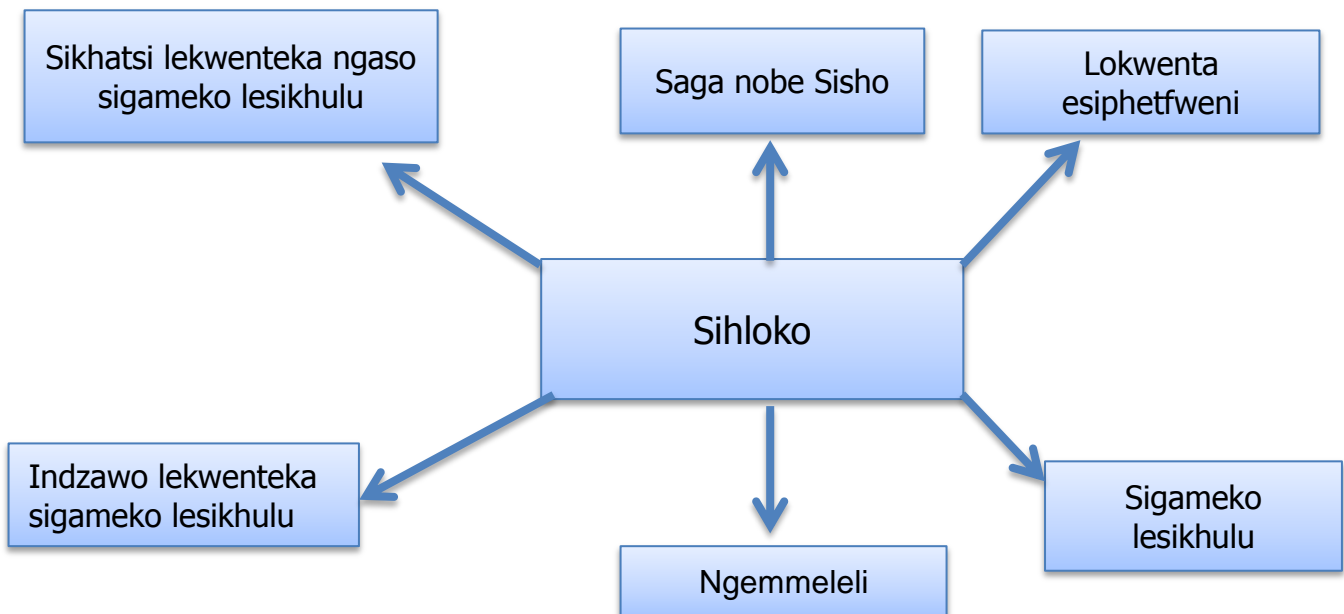 Sikhatsi lekwenteka ngaso
sigameko lesikhulu
Saga nobe Sisho
Lokwenta
esiphetfweni
Sihloko
Indzawo lekwenteka
sigameko lesikhulu
Ngemmeleli
Sigameko
lesikhulu